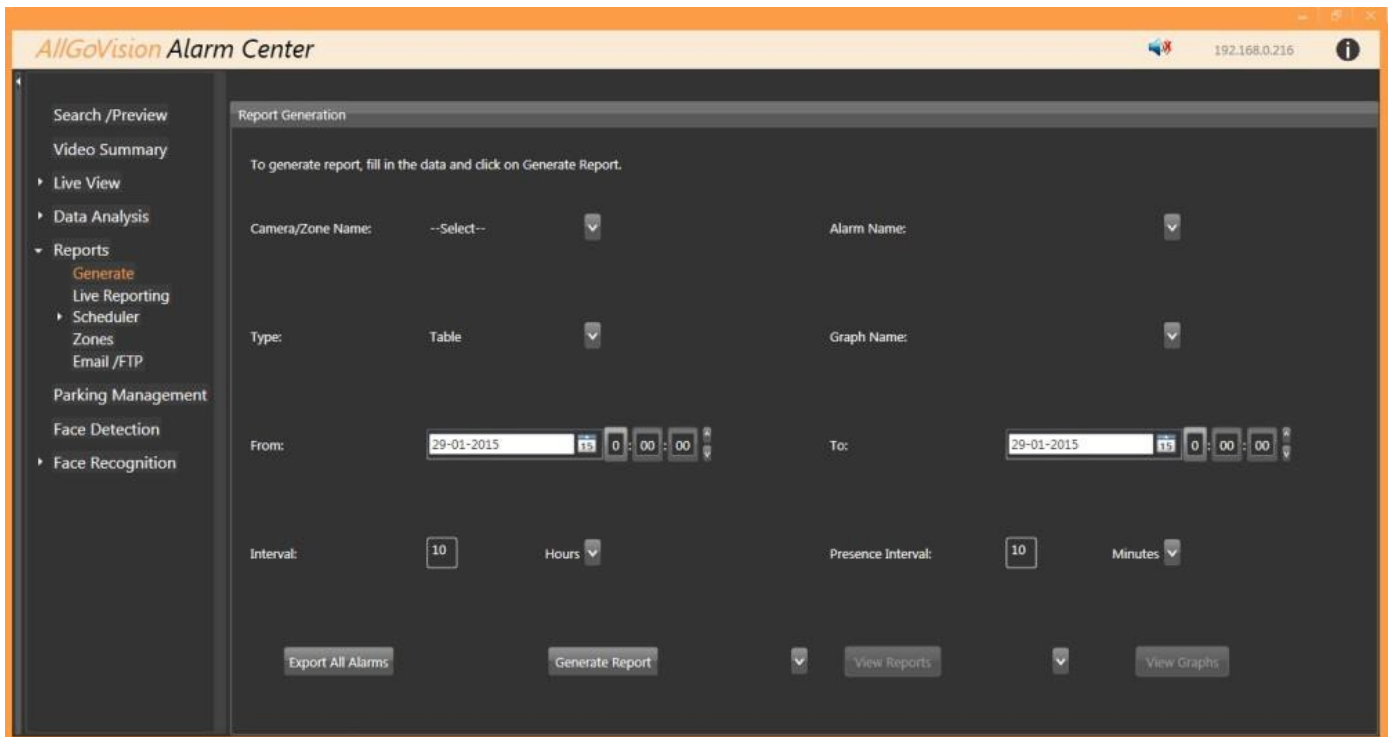 AllGoVision Alarm Center
192.168.0.216
Search /Preview
Video Summary
Live View
Data Analysis
Reports
Generate
Live Reporting
Scheduler
Zones
Email /FTP
Parking Management
Face Detection
Face Recognition
Report Generation
To generate report, fill in the data and click on Generate Report.
Camera/Zone Name: --Select-- Alarm Name:
Type: Table Graph Name:
From: 29-01-2015 15 0 : 00 : 00 To: 29-01-2015 15 0 : 00 : 00
Interval: 10 Hours Presence Interval: 10 Minutes
Export All Alarms Generate Report View Reports View Graphs